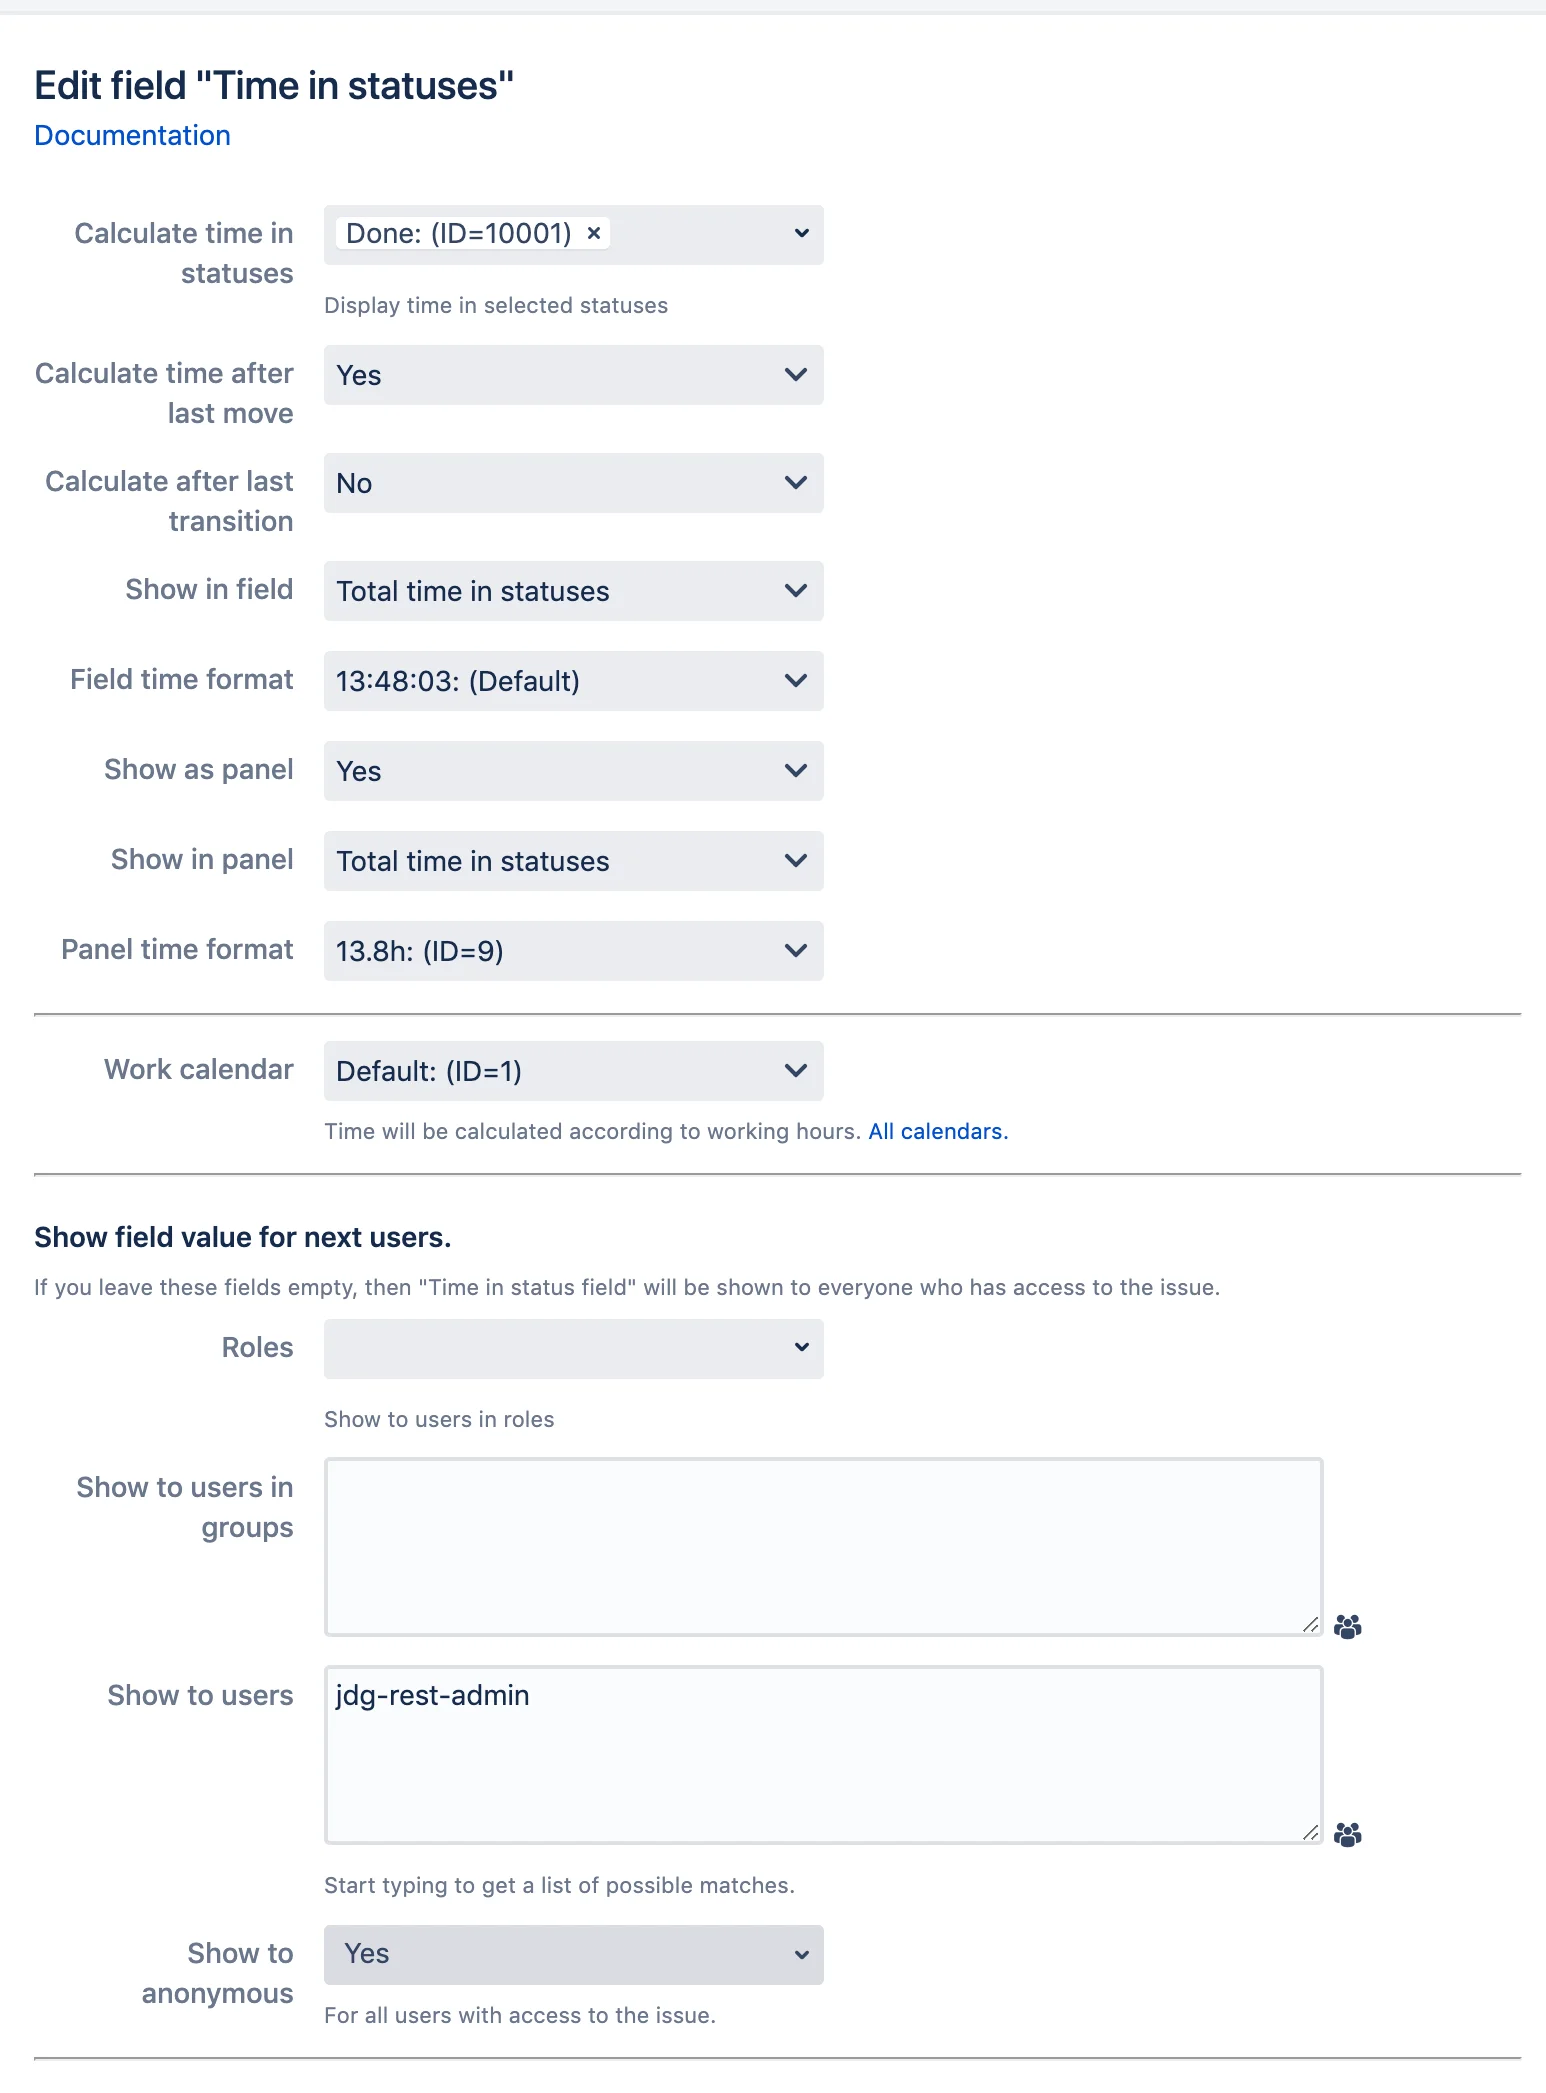 Edit field "Time in statuses"
Documentation
Calculate time in
statuses
Done: (ID=10001) ×
Display time in selected statuses
Calculate time after
last move
Yes
Calculate after last
transition
No
Show in field
Total time in statuses
Field time format
13:48:03: (Default)
Show as panel
Yes
Show in panel
Total time in statuses
Panel time format
13.8h: (ID=9)
Work calendar
Default: (ID=1)
Time will be calculated according to working hours. All calendars.
Show field value for next users.
If you leave these fields empty, then "Time in status field" will be shown to everyone who has access to the issue.
Roles
Show to users in roles
Show to users in
groups
Show to users
jdg-rest-admin
Start typing to get a list of possible matches.
Show to
anonymous
Yes
For all users with access to the issue.